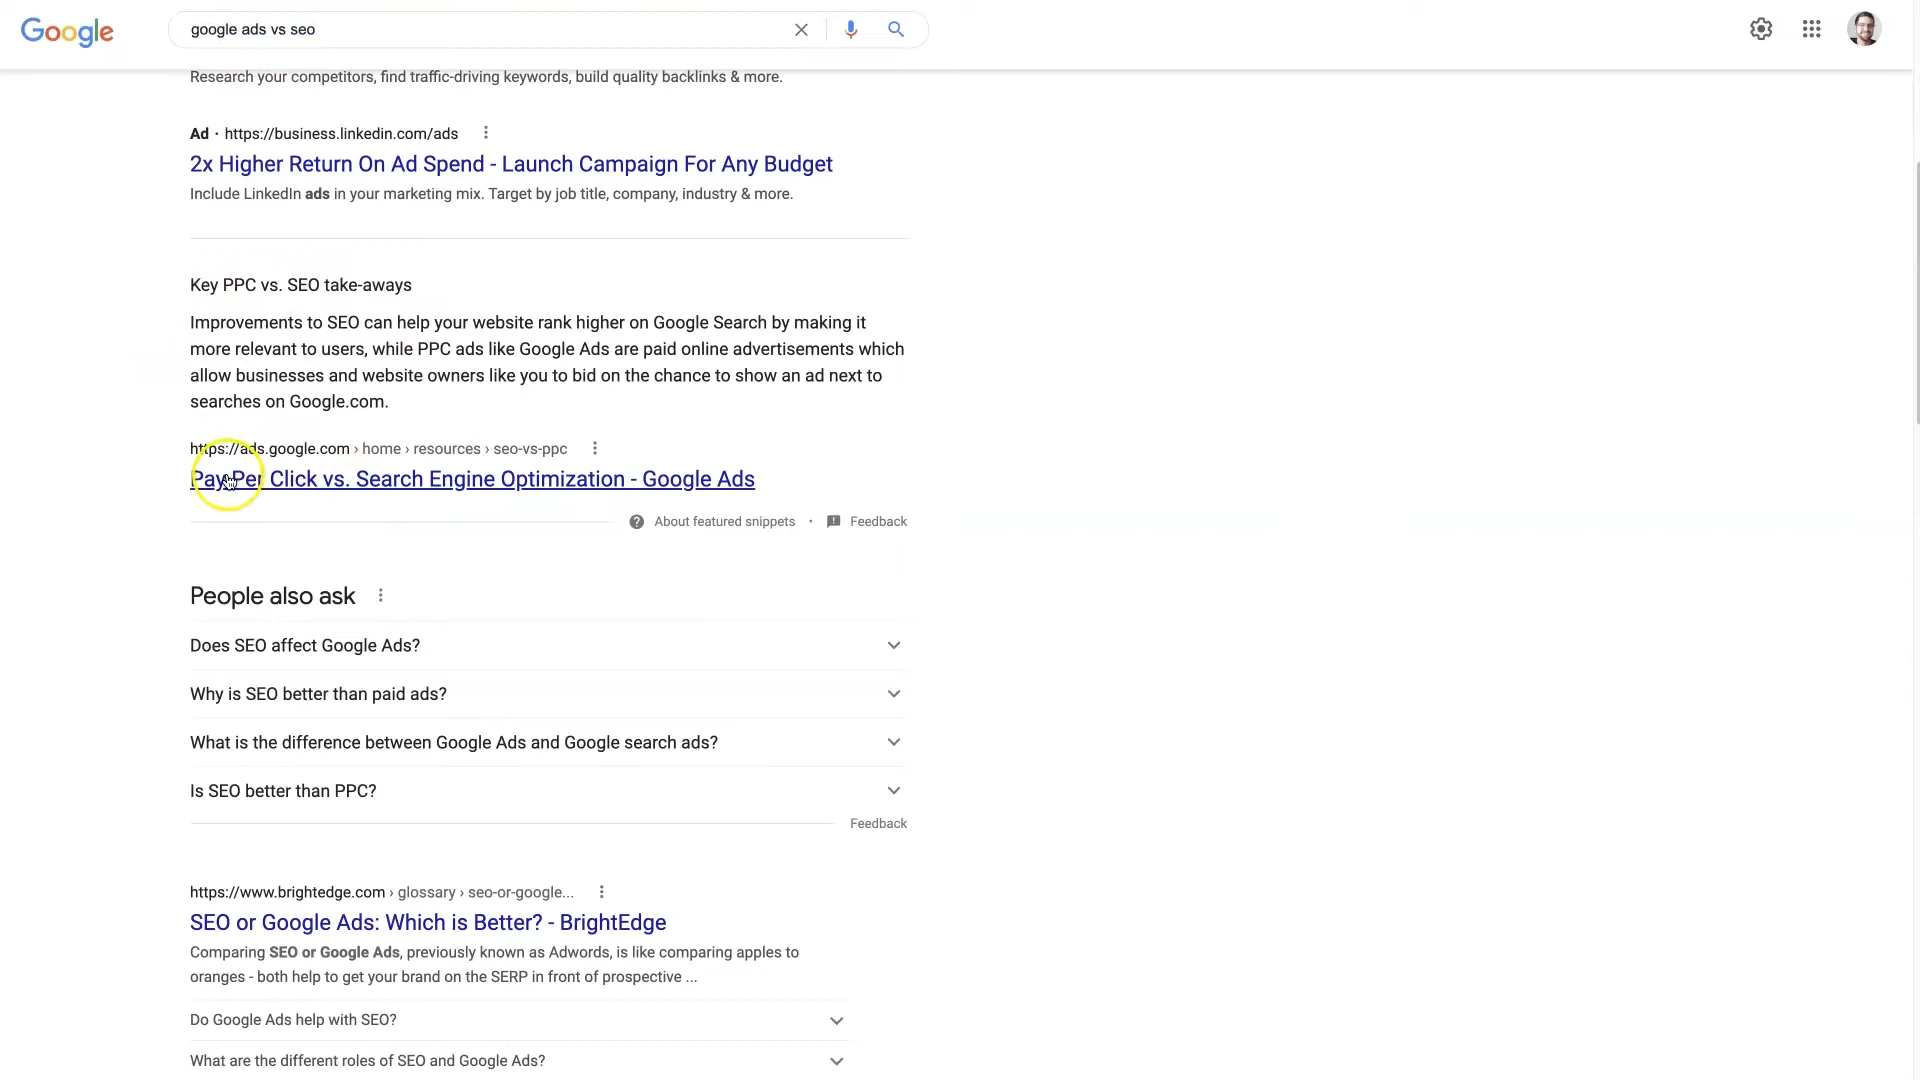 Google
google ads vs seo
Research your competitors, find traffic-driving keywords, build quality backlinks & more.
Ad · https://business.linkedin.com/ads
2x Higher Return On Ad Spend - Launch Campaign For Any Budget
Include LinkedIn ads in your marketing mix. Target by job title, company, industry & more.
Key PPC vs. SEO take-aways
Improvements to SEO can help your website rank higher on Google Search by making it
more relevant to users, while PPC ads like Google Ads are paid online advertisements which
allow businesses and website owners like you to bid on the chance to show an ad next to
searches on Google.com.
https://ads.google.com › home › resources › seo-vs-ppc
Pay Per Click vs. Search Engine Optimization - Google Ads
About featured snippets · Feedback
People also ask
Does SEO affect Google Ads?
Why is SEO better than paid ads?
What is the difference between Google Ads and Google search ads?
Is SEO better than PPC?
Feedback
https://www.brightedge.com › glossary › seo-or-google...
SEO or Google Ads: Which is Better? - BrightEdge
Comparing SEO or Google Ads, previously known as Adwords, is like comparing apples to
oranges - both help to get your brand on the SERP in front of prospective ...
Do Google Ads help with SEO?
What are the different roles of SEO and Google Ads?